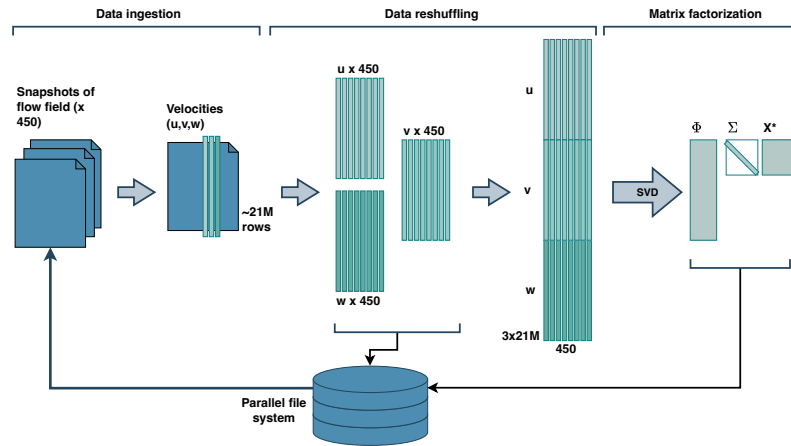 Data ingestion
Data reshuffling
Matrix factorization
Snapshots of
flow field (x
450)
Velocities
(u,v,w)
~21M
rows
u x 450
v x 450
w x 450
u
v
w
3x21M
450
SVD
Φ
Σ
X*
Parallel file
system